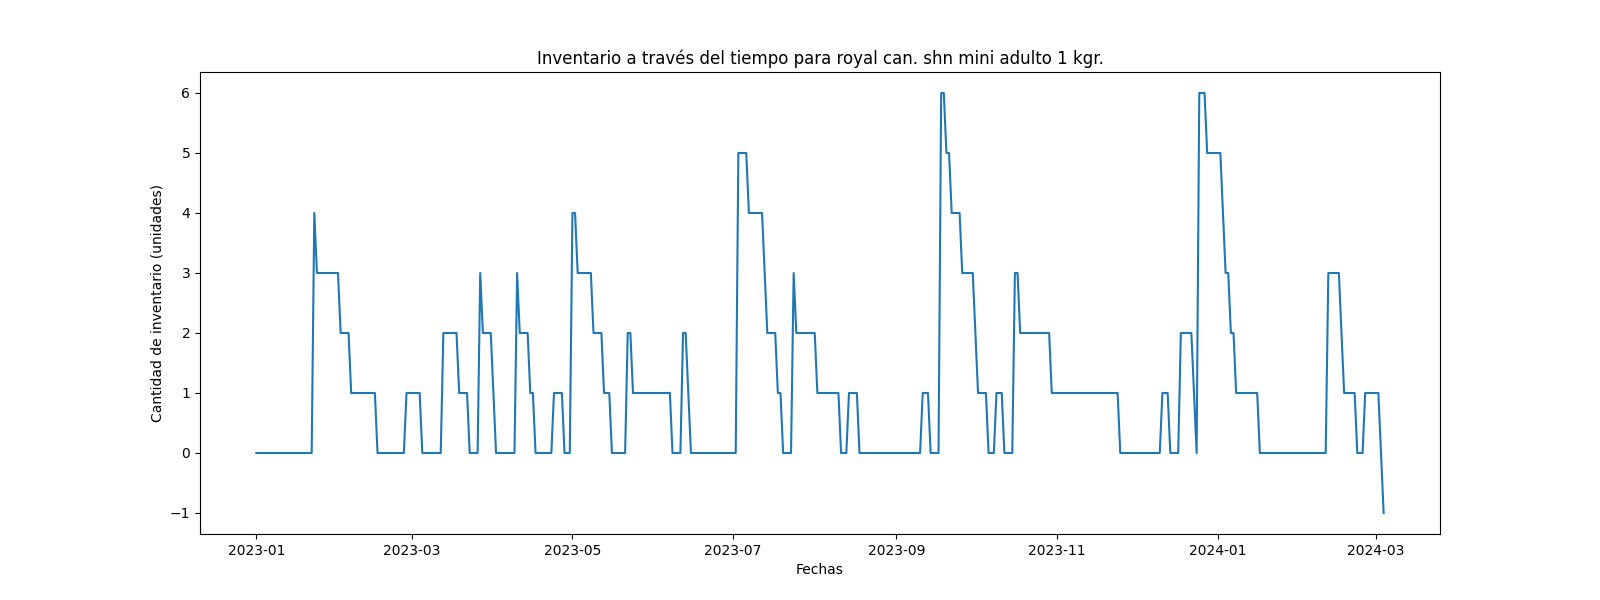 Inventario a través del tiempo para royal can. shn mini adulto 1 kgr.
Cantidad de inventario (unidades)
6
5
4
3
2
1
0
−1
2023-01 2023-03 2023-05 2023-07 2023-09 2023-11 2024-01 2024-03
Fechas